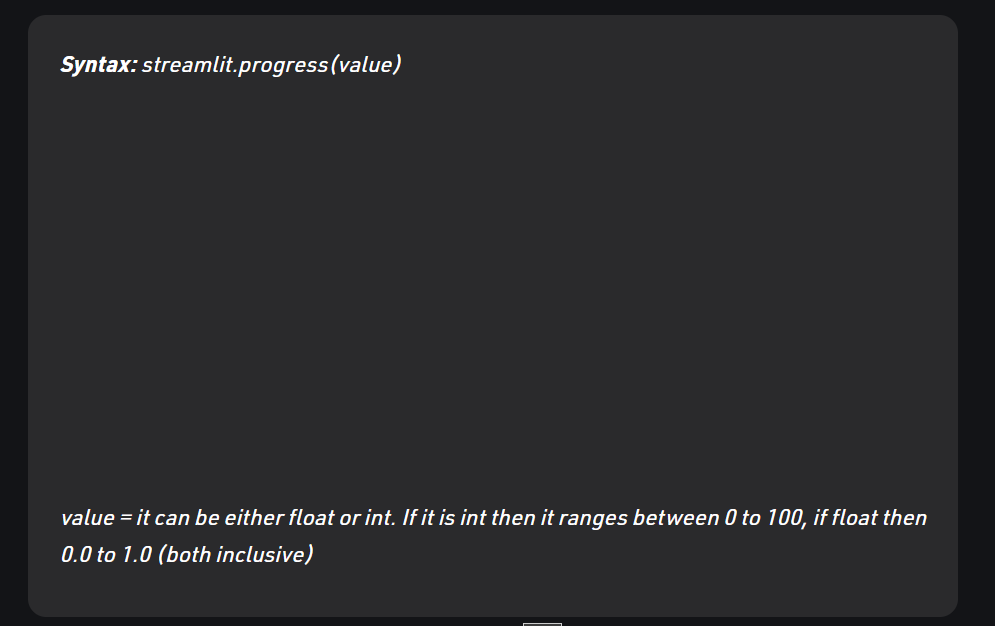 Syntax: streamlit.progress(value)
value = it can be either float or int. If it is int then it ranges between 0 to 100, if float then
0.0 to 1.0 (both inclusive)